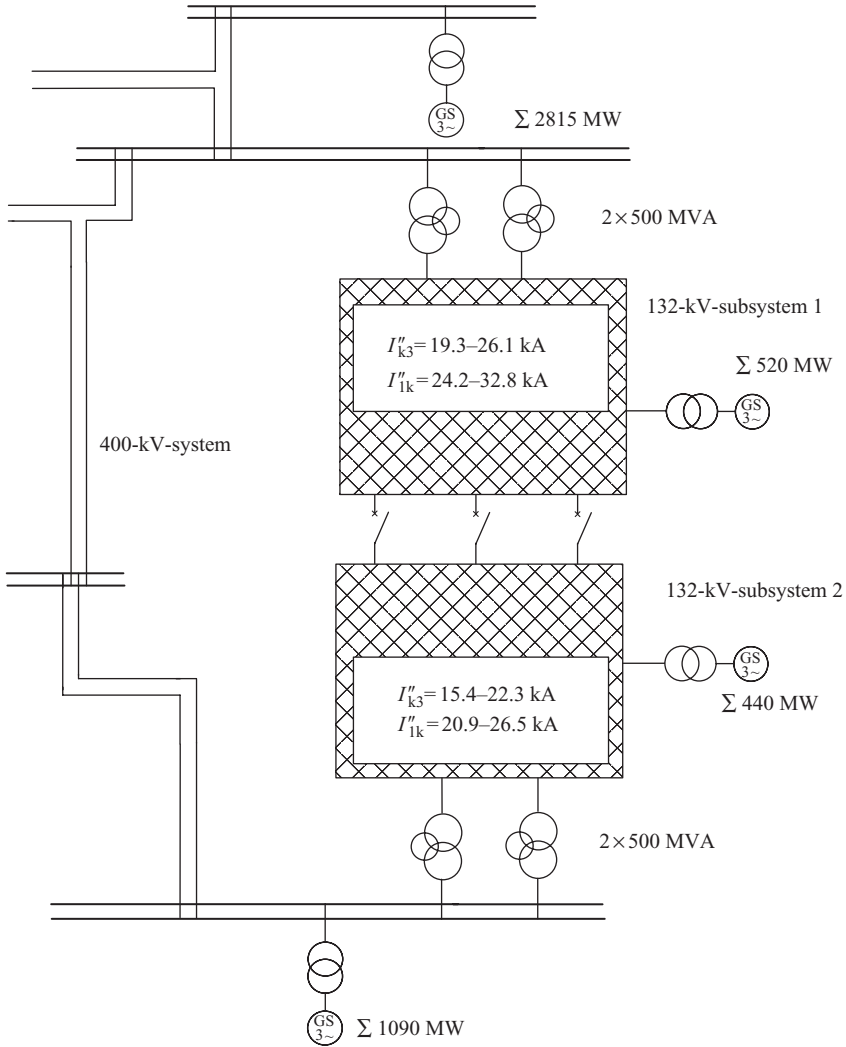 GS
3~
Σ 2815 MW
2×500 MVA
132-kV-subsystem 1
I″k3=19.3–26.1 kA
I″1k=24.2–32.8 kA
Σ 520 MW
GS
3~
400-kV-system
132-kV-subsystem 2
I″k3=15.4–22.3 kA
I″1k=20.9–26.5 kA
GS
3~
Σ 440 MW
2×500 MVA
GS
3~
Σ 1090 MW